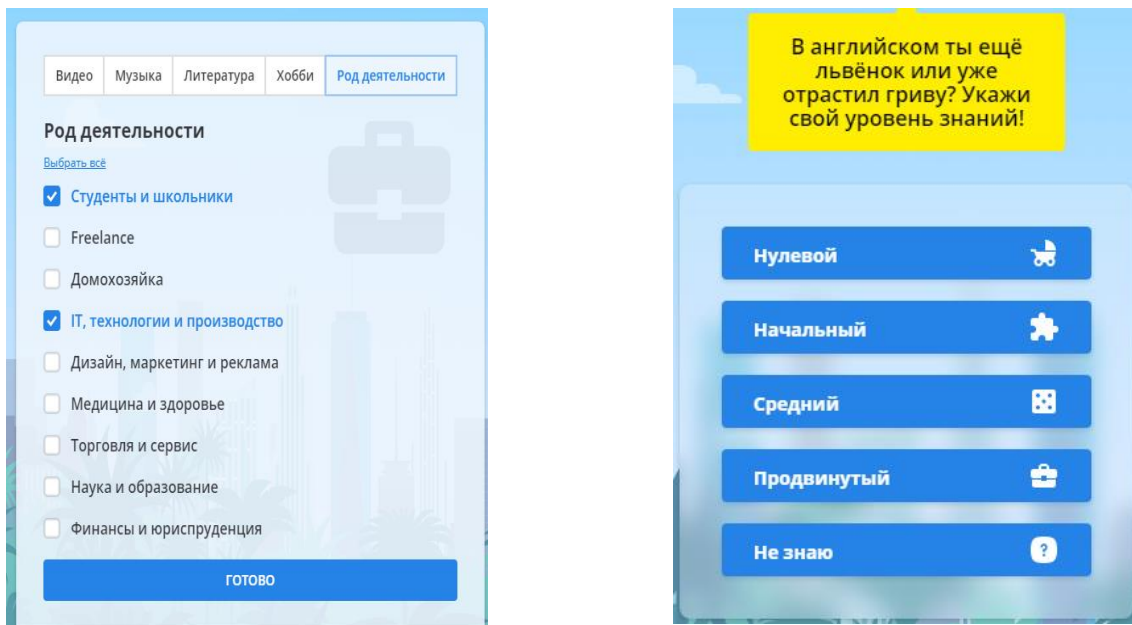 Видео Музыка Литература Хобби Род деятельности
Род деятельности
Выбрать всё
Студенты и школьники
Freelance
Домохозяйка
IT, технологии и производство
Дизайн, маркетинг и реклама
Медицина и здоровье
Торговля и сервис
Наука и образование
Финансы и юриспруденция
ГОТОВО
В английском ты ещё
львёнок или уже
отрастил гриву? Укажи
свой уровень знаний!
Нулевой
Начальный
Средний
Продвинутый
Не знаю
?